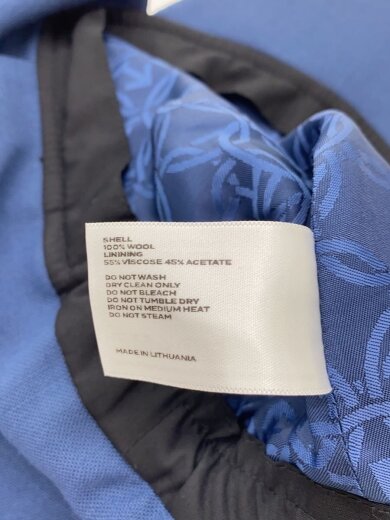 SHELL
100% WOOL
LINING
55% VISCOSE 45% ACETATE
DO NOT WASH
DRY CLEAN ONLY
DO NOT BLEACH
DO NOT TUMBLE DRY
IRON ON MEDIUM HEAT
DO NOT STEAM
MADE IN LITHUANIA